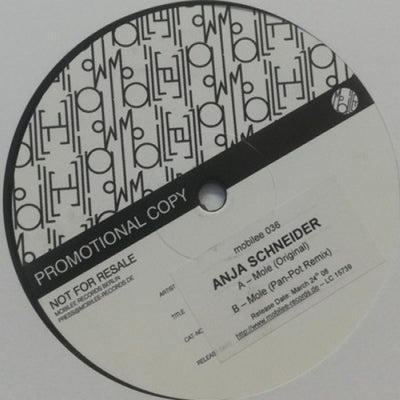 PROMOTIONAL COPY
NOT FOR RESALE
MOBILEE RECORDS BERLIN
PRESS@MOBILEE-RECORDS.DE
ARTIST
TITLE
CAT-NO
RELEASE
mobilee 036
ANJA SCHNEIDER
A – Mole (Original)
B – Mole (Pan-Pot Remix)
Release Date: March 24th 08
http://www.mobilee-records.de – LC 15739